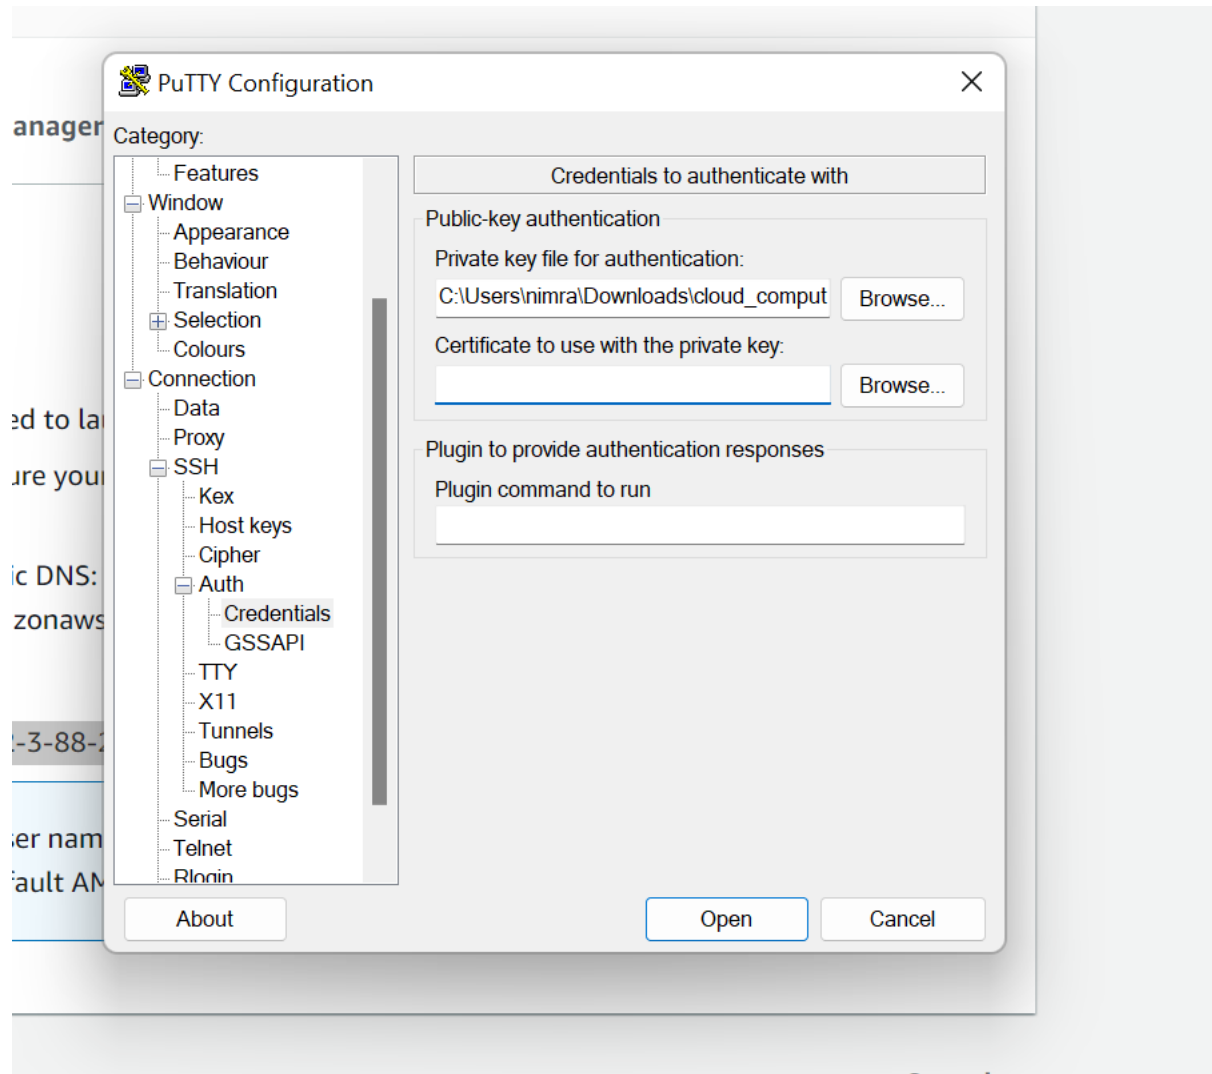 PuTTY Configuration
anager
Category:
Features
Window
Appearance
Behaviour
Translation
Selection
Colours
Connection
Data
Proxy
SSH
Kex
Host keys
Cipher
Auth
Credentials
GSSAPI
TTY
X11
Tunnels
Bugs
More bugs
Serial
Telnet
Rlogin
Credentials to authenticate with
Public-key authentication
Private key file for authentication:
C:\Users\nimra\Downloads\cloud_comput
Browse...
Certificate to use with the private key:
Browse...
Plugin to provide authentication responses
Plugin command to run
About
Open
Cancel
ed to la
ure your
ic DNS:
zonaws
-3-88-2
er nam
fault AM